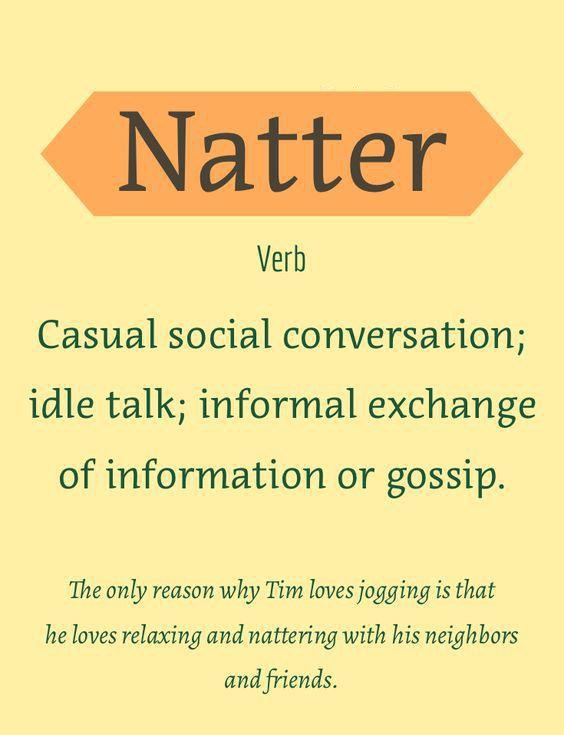 Natter
Verb
Casual social conversation;
idle talk; informal exchange
of information or gossip.
The only reason why Tim loves jogging is that
he loves relaxing and nattering with his neighbors
and friends.